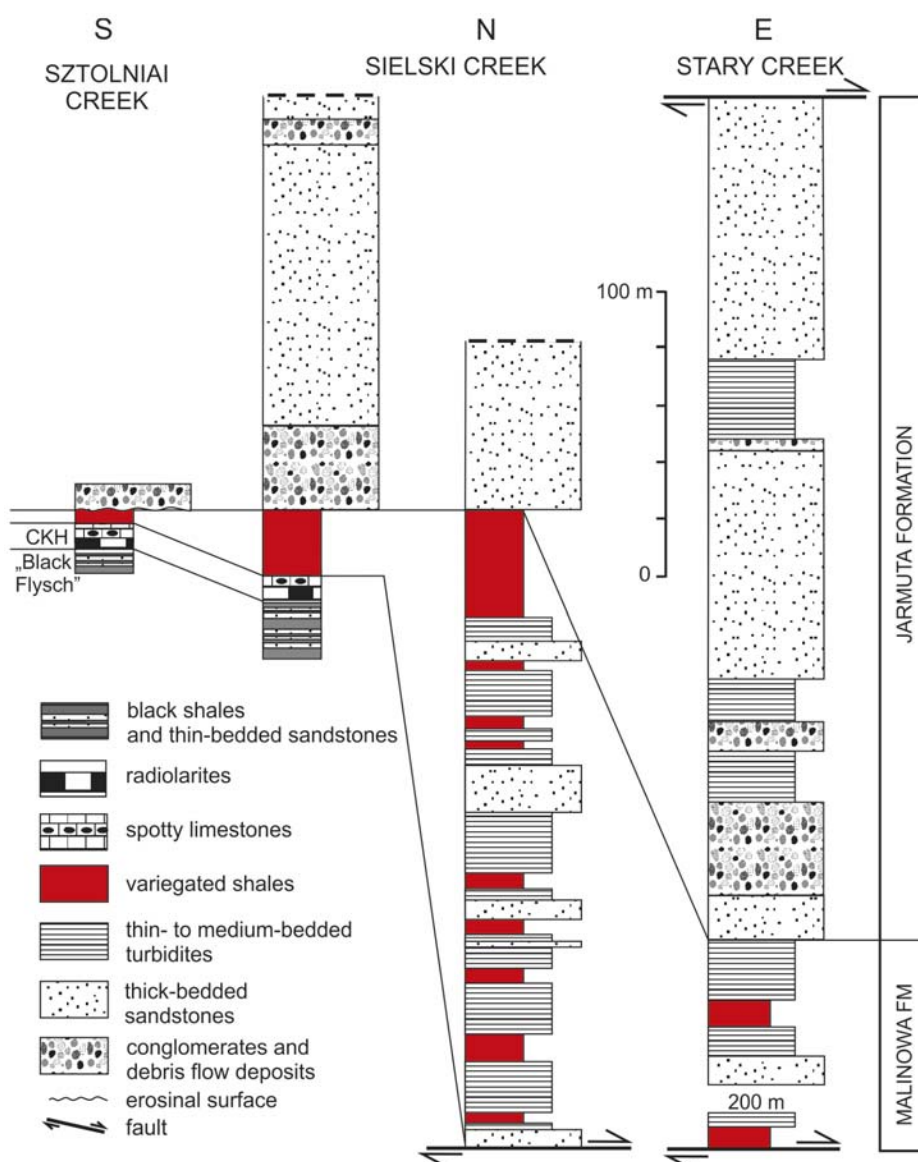 S
N
E
SZTOLNIAI
CREEK
SIELSKI CREEK
STARY CREEK
100 m
0
CKH
„Black
Flysch”
black shales
and thin-bedded sandstones
radiolarites
spotty limestones
variegated shales
thin- to medium-bedded
turbidites
thick-bedded
sandstones
conglomerates and
debris flow deposits
erosinal surface
fault
200 m
JARMUTA FORMATION
MALINOWA FM